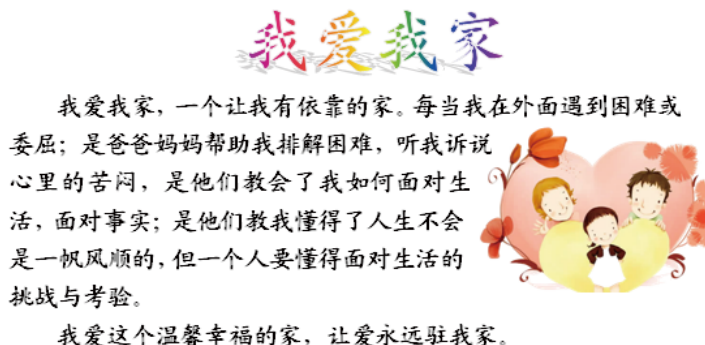 我爱我家
我爱我家，一个让我有依靠的家。每当我在外面遇到困难或
委屈；是爸爸妈妈帮助我排解困难，听我诉说
心里的苦闷，是他们教会了我如何面对生
活，面对事实；是他们教我懂得了人生不会
是一帆风顺的，但一个人要懂得面对生活的
挑战与考验。
我爱这个温馨幸福的家，让爱永远驻我家。